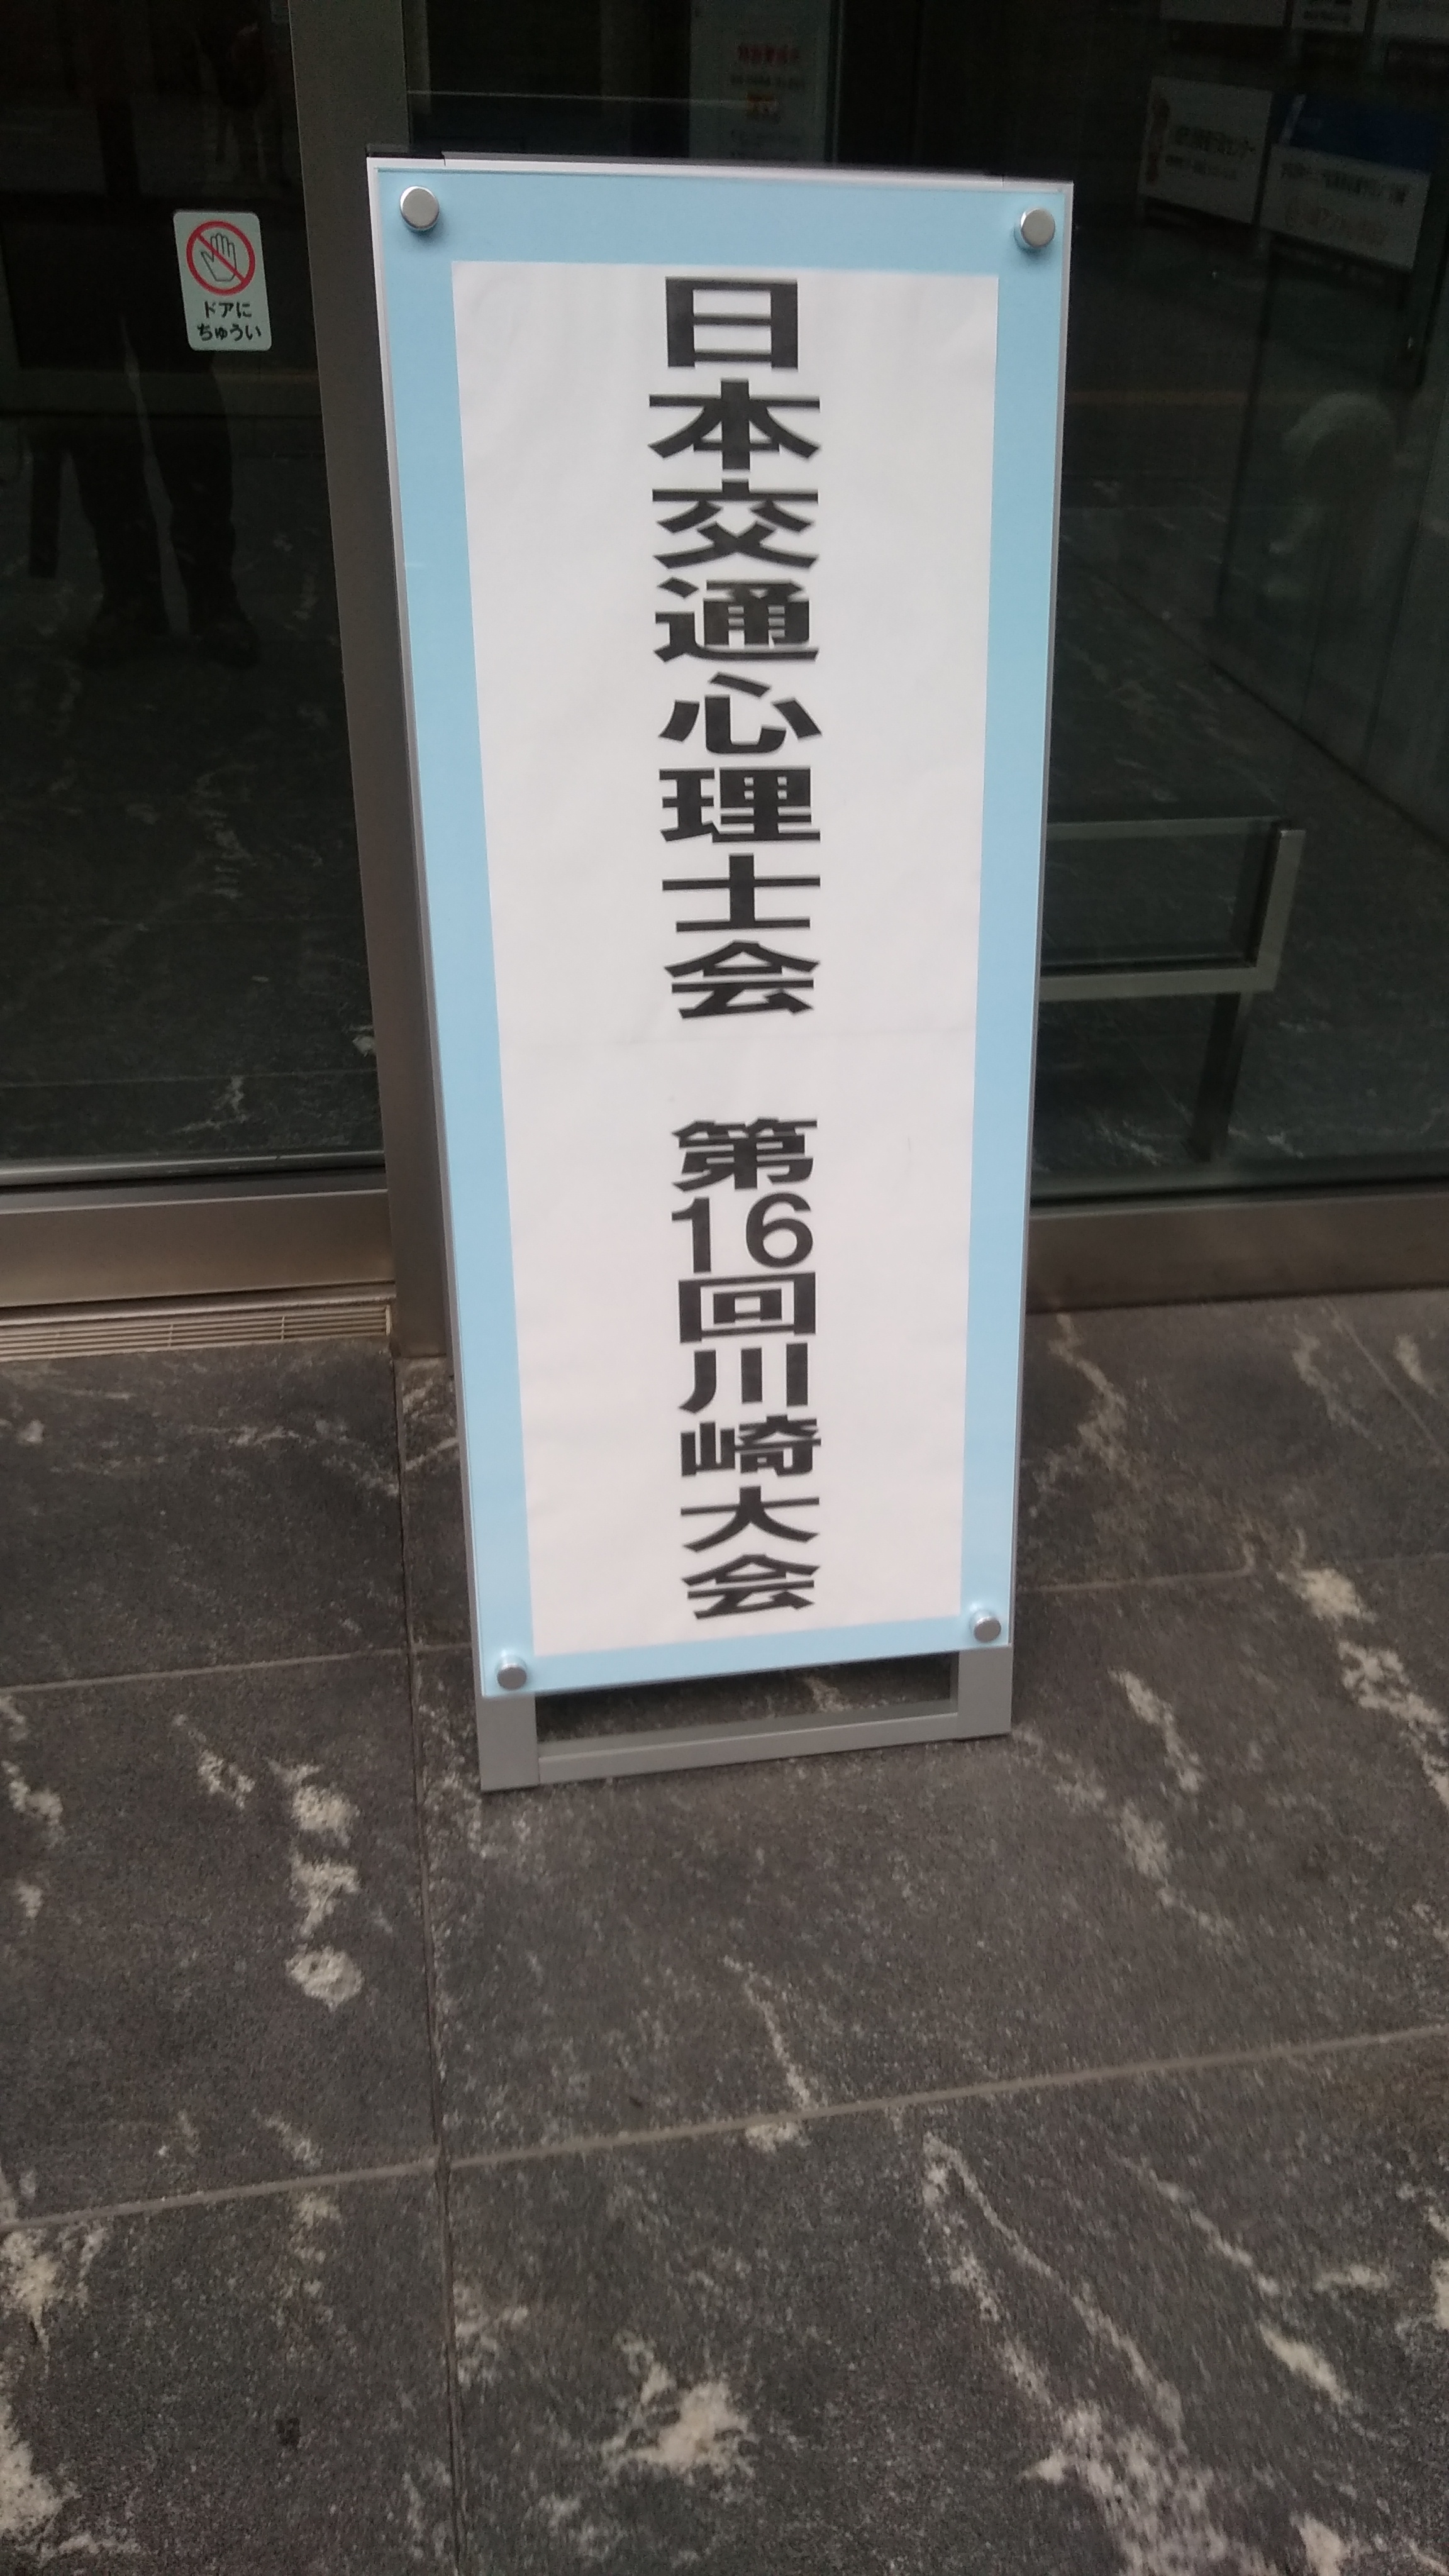 日本交通心理士会 第16回川崎大会
ドアに
ちゅうい